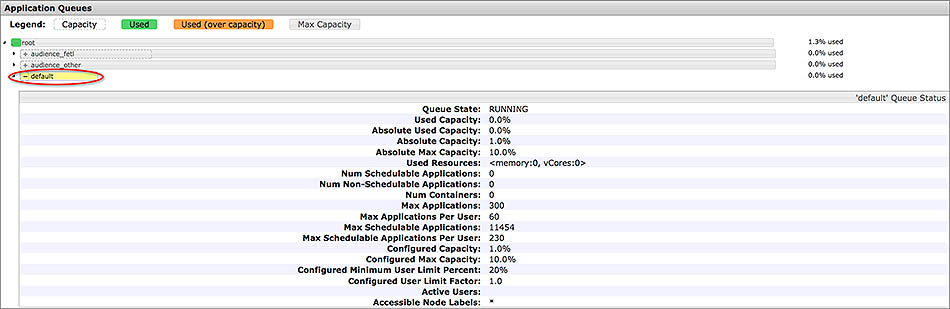 Application Queues
Legend: Capacity Used Used (over capacity) Max Capacity
root 1.3% used
+ audience_fetl 0.0% used
+ audience_other 0.0% used
− default 0.0% used
'default' Queue Status
Queue State: RUNNING
Used Capacity: 0.0%
Absolute Used Capacity: 0.0%
Absolute Capacity: 1.0%
Absolute Max Capacity: 10.0%
Used Resources: <memory:0, vCores:0>
Num Schedulable Applications: 0
Num Non-Schedulable Applications: 0
Num Containers: 0
Max Applications: 300
Max Applications Per User: 60
Max Schedulable Applications: 11454
Max Schedulable Applications Per User: 230
Configured Capacity: 1.0%
Configured Max Capacity: 10.0%
Configured Minimum User Limit Percent: 20%
Configured User Limit Factor: 1.0
Active Users:
Accessible Node Labels: *